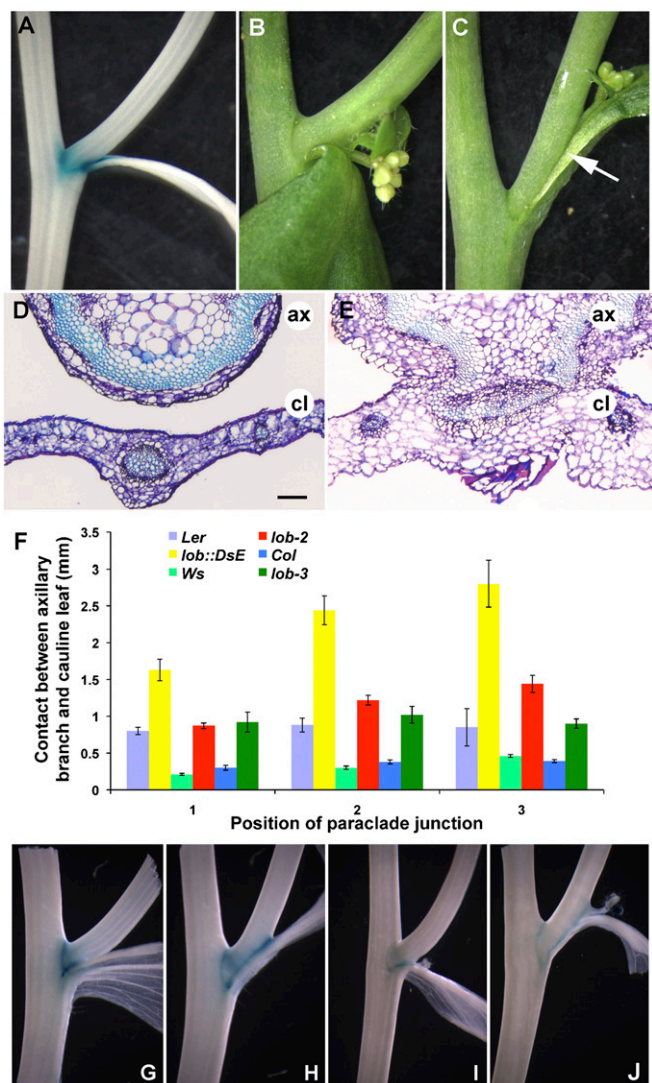 A
B
C
D
ax
cl
E
ax
cl
F
Contact between axillary
branch and cauline leaf (mm)
3.5
3
2.5
2
1.5
1
0.5
0
Ler
lob-2
lob::DsE
Col
Ws
lob-3
1
2
3
Position of paraclade junction
G
H
I
J